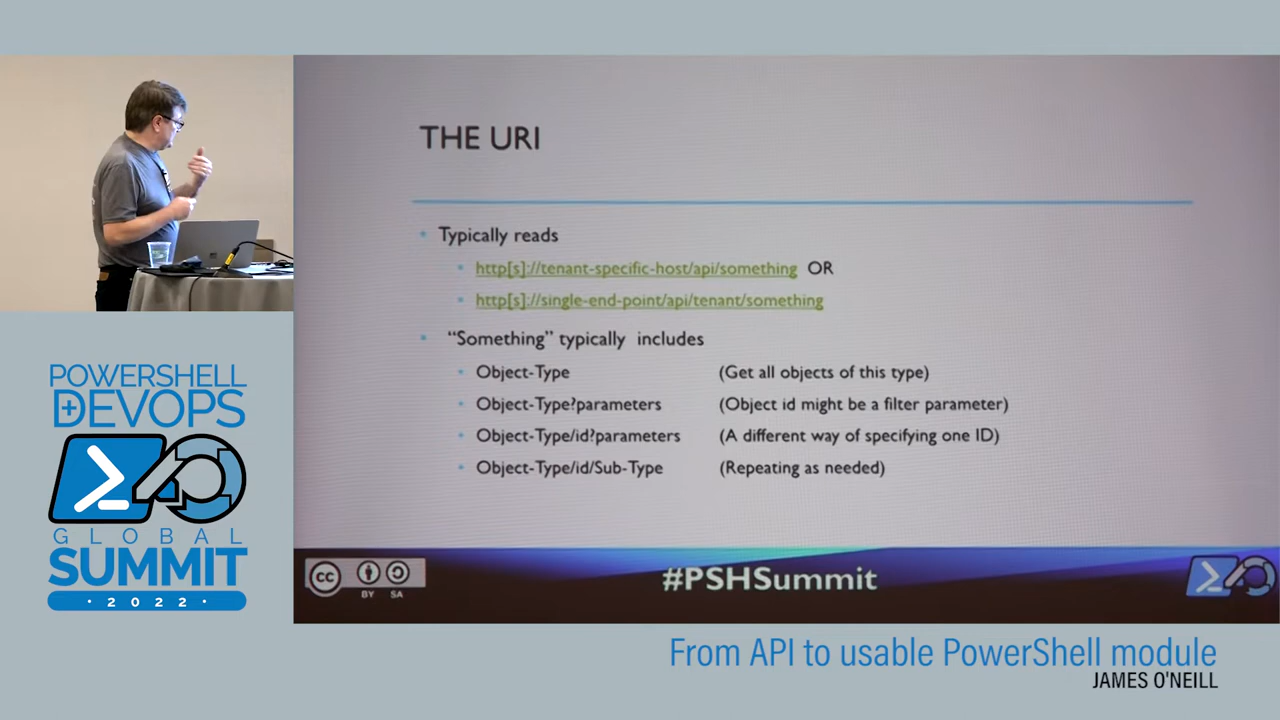 THE URI
Typically reads
http[s]://tenant-specific-host/api/something OR
http[s]://single-end-point/api/tenant/something
“Something” typically includes
Object-Type (Get all objects of this type)
Object-Type?parameters (Object id might be a filter parameter)
Object-Type/id?parameters (A different way of specifying one ID)
Object-Type/id/Sub-Type (Repeating as needed)
cc BY SA
#PSHSummit
POWERSHELL
DEVOPS
GLOBAL
SUMMIT
· 2022 ·
From API to usable PowerShell module
JAMES O'NEILL